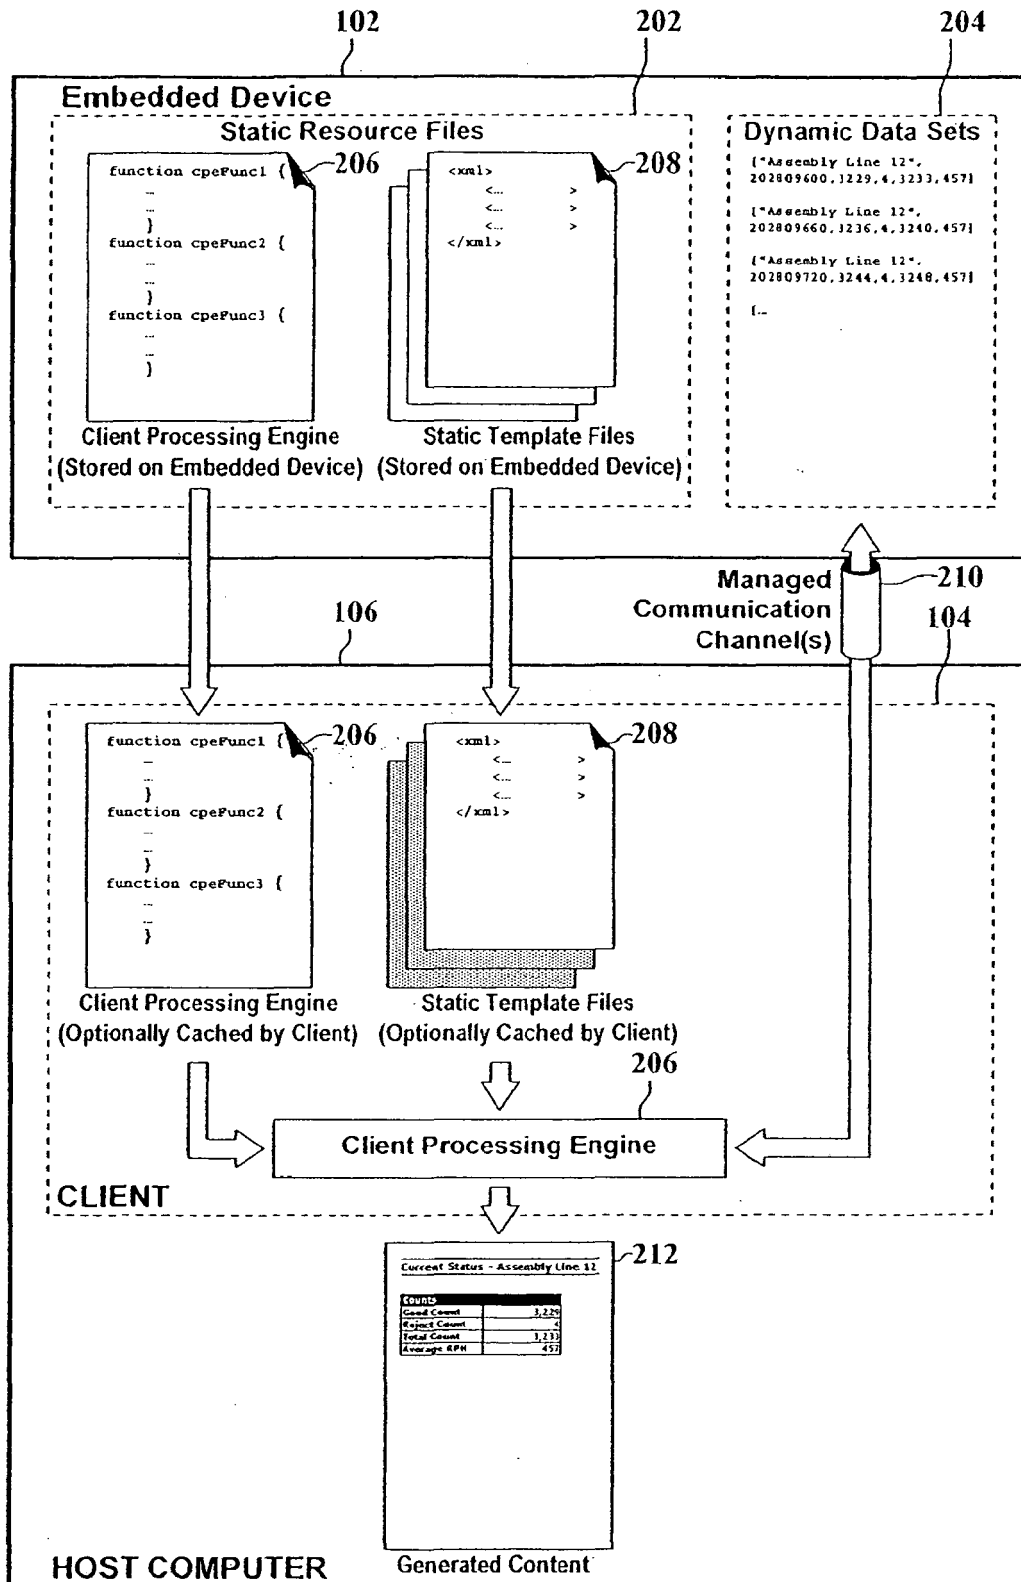 102
202
204
Embedded Device
Static Resource Files
206
function cpeFunc1 {
...
...
}
function cpeFunc2 {
...
...
}
function cpeFunc3 {
...
...
}
Client Processing Engine
(Stored on Embedded Device)
208
<xml>
<... >
<... >
<... >
</xml>
Static Template Files
(Stored on Embedded Device)
Dynamic Data Sets
["Assembly Line 12",
202809600,3229,4,3233,457]
["Assembly Line 12",
202809660,3236,4,3240,457]
["Assembly Line 12",
202809720,3244,4,3248,457]
[...
Managed
Communication
Channel(s)
210
106
104
206
function cpeFunc1 {
...
...
}
function cpeFunc2 {
...
...
}
function cpeFunc3 {
...
...
}
Client Processing Engine
(Optionally Cached by Client)
208
<xml>
<... >
<... >
<... >
</xml>
Static Template Files
(Optionally Cached by Client)
206
Client Processing Engine
CLIENT
212
Current Status - Assembly Line 12
Counts
Good Count 3,229
Reject Count 4
Total Count 3,233
Average RPH 457
Generated Content
HOST COMPUTER